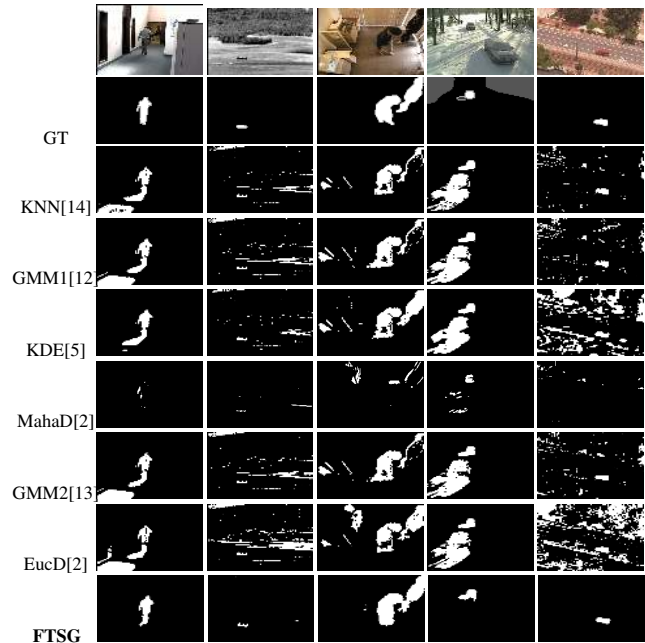 GT
KNN[14]
GMM1[12]
KDE[5]
MahaD[2]
GMM2[13]
EucD[2]
FTSG